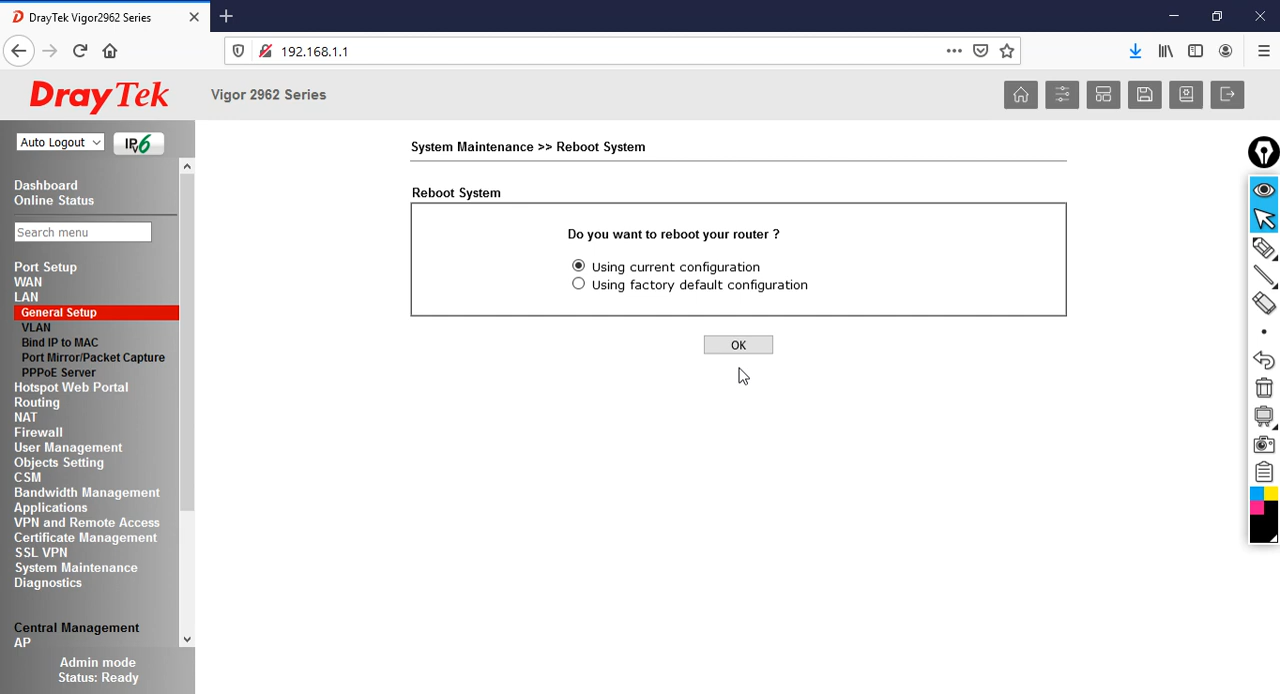 DrayTek Vigor2962 Series
192.168.1.1
DrayTek
Vigor 2962 Series
Auto Logout
IPv6
Dashboard
Online Status
Search menu
Port Setup
WAN
LAN
General Setup
VLAN
Bind IP to MAC
Port Mirror/Packet Capture
PPPoE Server
Hotspot Web Portal
Routing
NAT
Firewall
User Management
Objects Setting
CSM
Bandwidth Management
Applications
VPN and Remote Access
Certificate Management
SSL VPN
System Maintenance
Diagnostics
Central Management
AP
Admin mode
Status: Ready
System Maintenance >> Reboot System
Reboot System
Do you want to reboot your router ?
Using current configuration
Using factory default configuration
OK